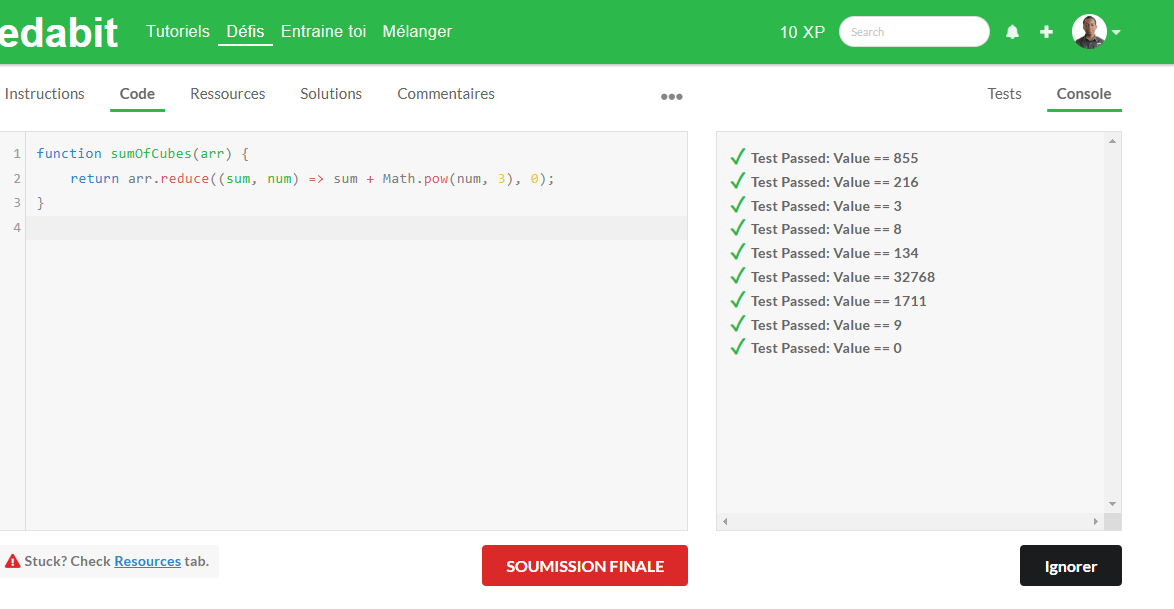 edabit Tutoriels Défis Entraine toi Mélanger 10 XP Search
Instructions Code Ressources Solutions Commentaires Tests Console
1 function sumOfCubes(arr) {
2 return arr.reduce((sum, num) => sum + Math.pow(num, 3), 0);
3 }
4
Test Passed: Value == 855
Test Passed: Value == 216
Test Passed: Value == 3
Test Passed: Value == 8
Test Passed: Value == 134
Test Passed: Value == 32768
Test Passed: Value == 1711
Test Passed: Value == 9
Test Passed: Value == 0
Stuck? Check Resources tab.
SOUMISSION FINALE
Ignorer